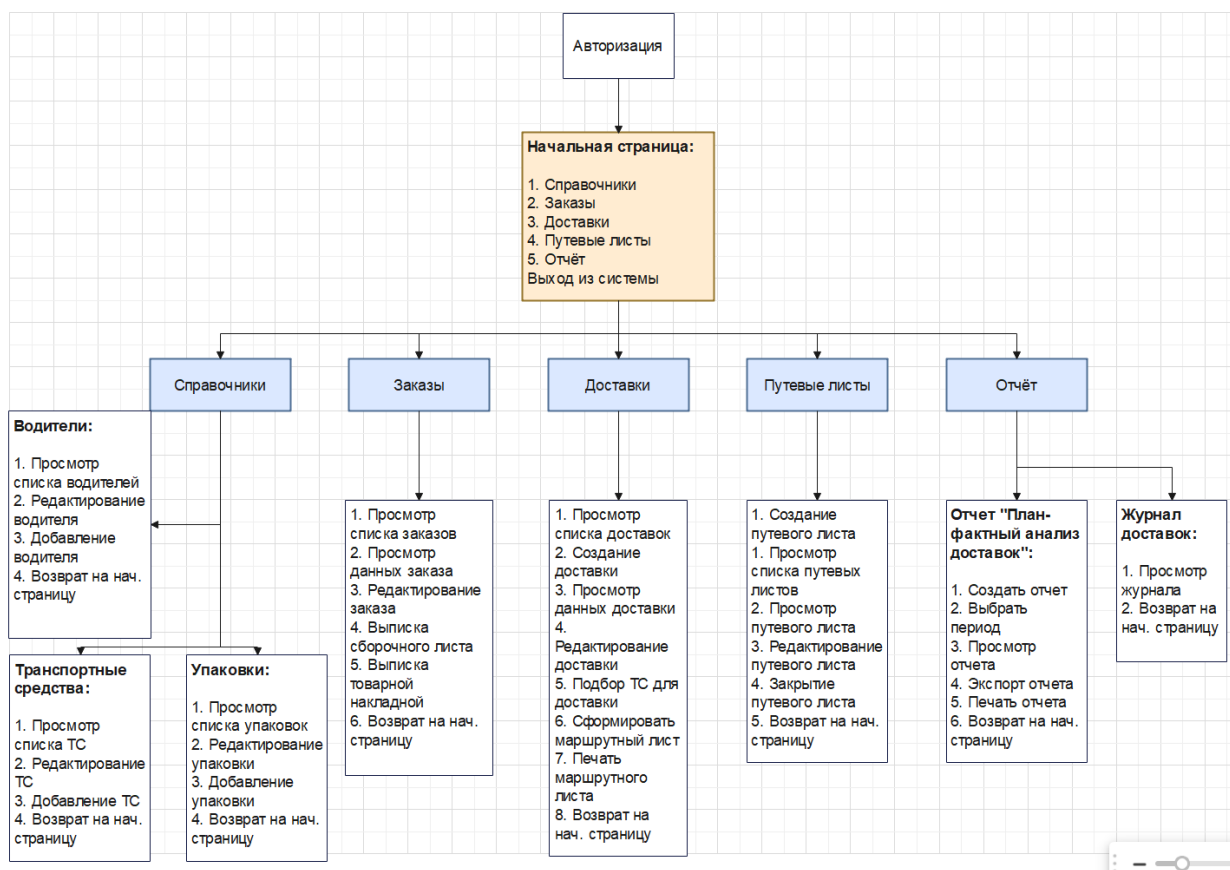 Авторизация
Начальная страница:
1. Справочники
2. Заказы
3. Доставки
4. Путевые листы
5. Отчёт
Выход из системы
Справочники
Заказы
Доставки
Путевые листы
Отчёт
Водители:
1. Просмотр
списка водителей
2. Редактирование
водителя
3. Добавление
водителя
4. Возврат на нач.
страницу
Транспортные
средства:
1. Просмотр
списка ТС
2. Редактирование
ТС
3. Добавление ТС
4. Возврат на нач.
страницу
Упаковки:
1. Просмотр
списка упаковок
2. Редактирование
упаковки
3. Добавление
упаковки
4. Возврат на нач.
страницу
1. Просмотр
списка заказов
2. Просмотр
данных заказа
3. Редактирование
заказа
4. Выписка
сборочного листа
5. Выписка
товарной
накладной
6. Возврат на нач.
страницу
1. Просмотр
списка доставок
2. Создание
доставки
3. Просмотр
данных доставки
4.
Редактирование
доставки
5. Подбор ТС для
доставки
6. Сформировать
маршрутный лист
7. Печать
маршрутного
листа
8. Возврат на
нач. страницу
1. Создание
путевого листа
1. Просмотр
списка путевых
листов
2. Просмотр
путевого листа
3. Редактирование
путевого листа
4. Закрытие
путевого листа
5. Возврат на нач.
страницу
Отчет "План-
фактный анализ
доставок":
1. Создать отчет
2. Выбрать
период
3. Просмотр
отчета
4. Экспорт отчета
5. Печать отчета
6. Возврат на нач.
страницу
Журнал
доставок:
1. Просмотр
журнала
2. Возврат на
нач. страницу